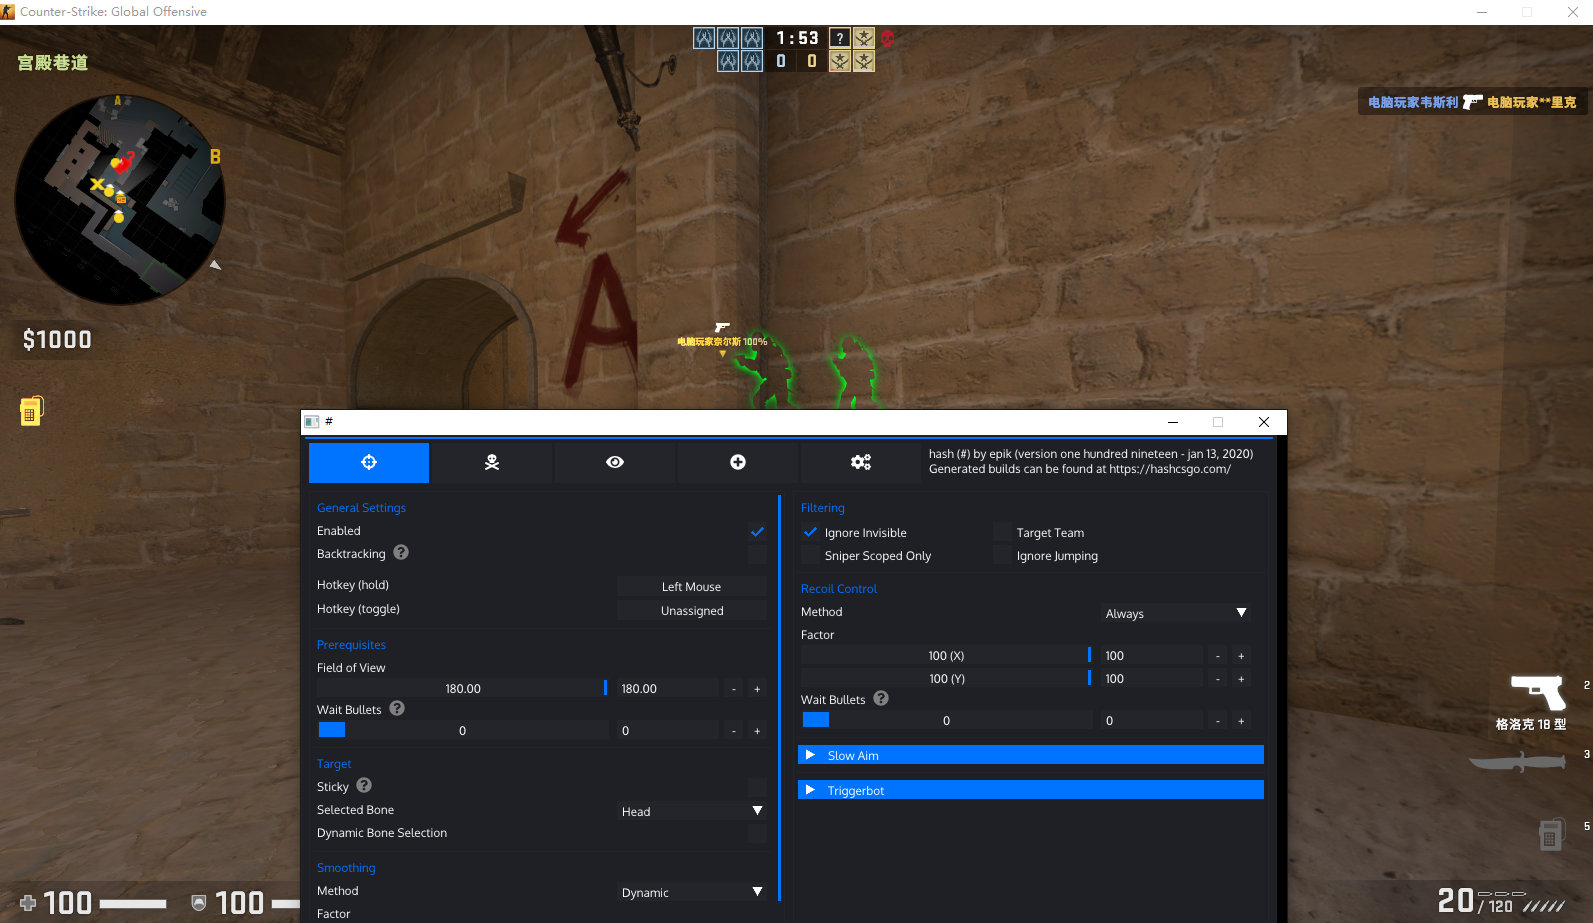 Counter-Strike: Global Offensive
宫殿巷道
1:53
?
0 0
A
B
?
电脑玩家韦斯利 电脑玩家**里克
$1000
A
电脑玩家奈尔斯 100%
#
hash (#) by epik (version one hundred nineteen - jan 13, 2020)
Generated builds can be found at https://hashcsgo.com/
General Settings
Enabled
Backtracking ?
Hotkey (hold) Left Mouse
Hotkey (toggle) Unassigned
Prerequisites
Field of View
180.00 180.00 - +
Wait Bullets ?
0 0 - +
Target
Sticky ?
Selected Bone Head
Dynamic Bone Selection
Smoothing
Method Dynamic
Factor
Filtering
Ignore Invisible Target Team
Sniper Scoped Only Ignore Jumping
Recoil Control
Method Always
Factor
100 (X) 100 - +
100 (Y) 100 - +
Wait Bullets ?
0 0 - +
Slow Aim
Triggerbot
2
格洛克 18 型
3
5
100 100
20 / 120